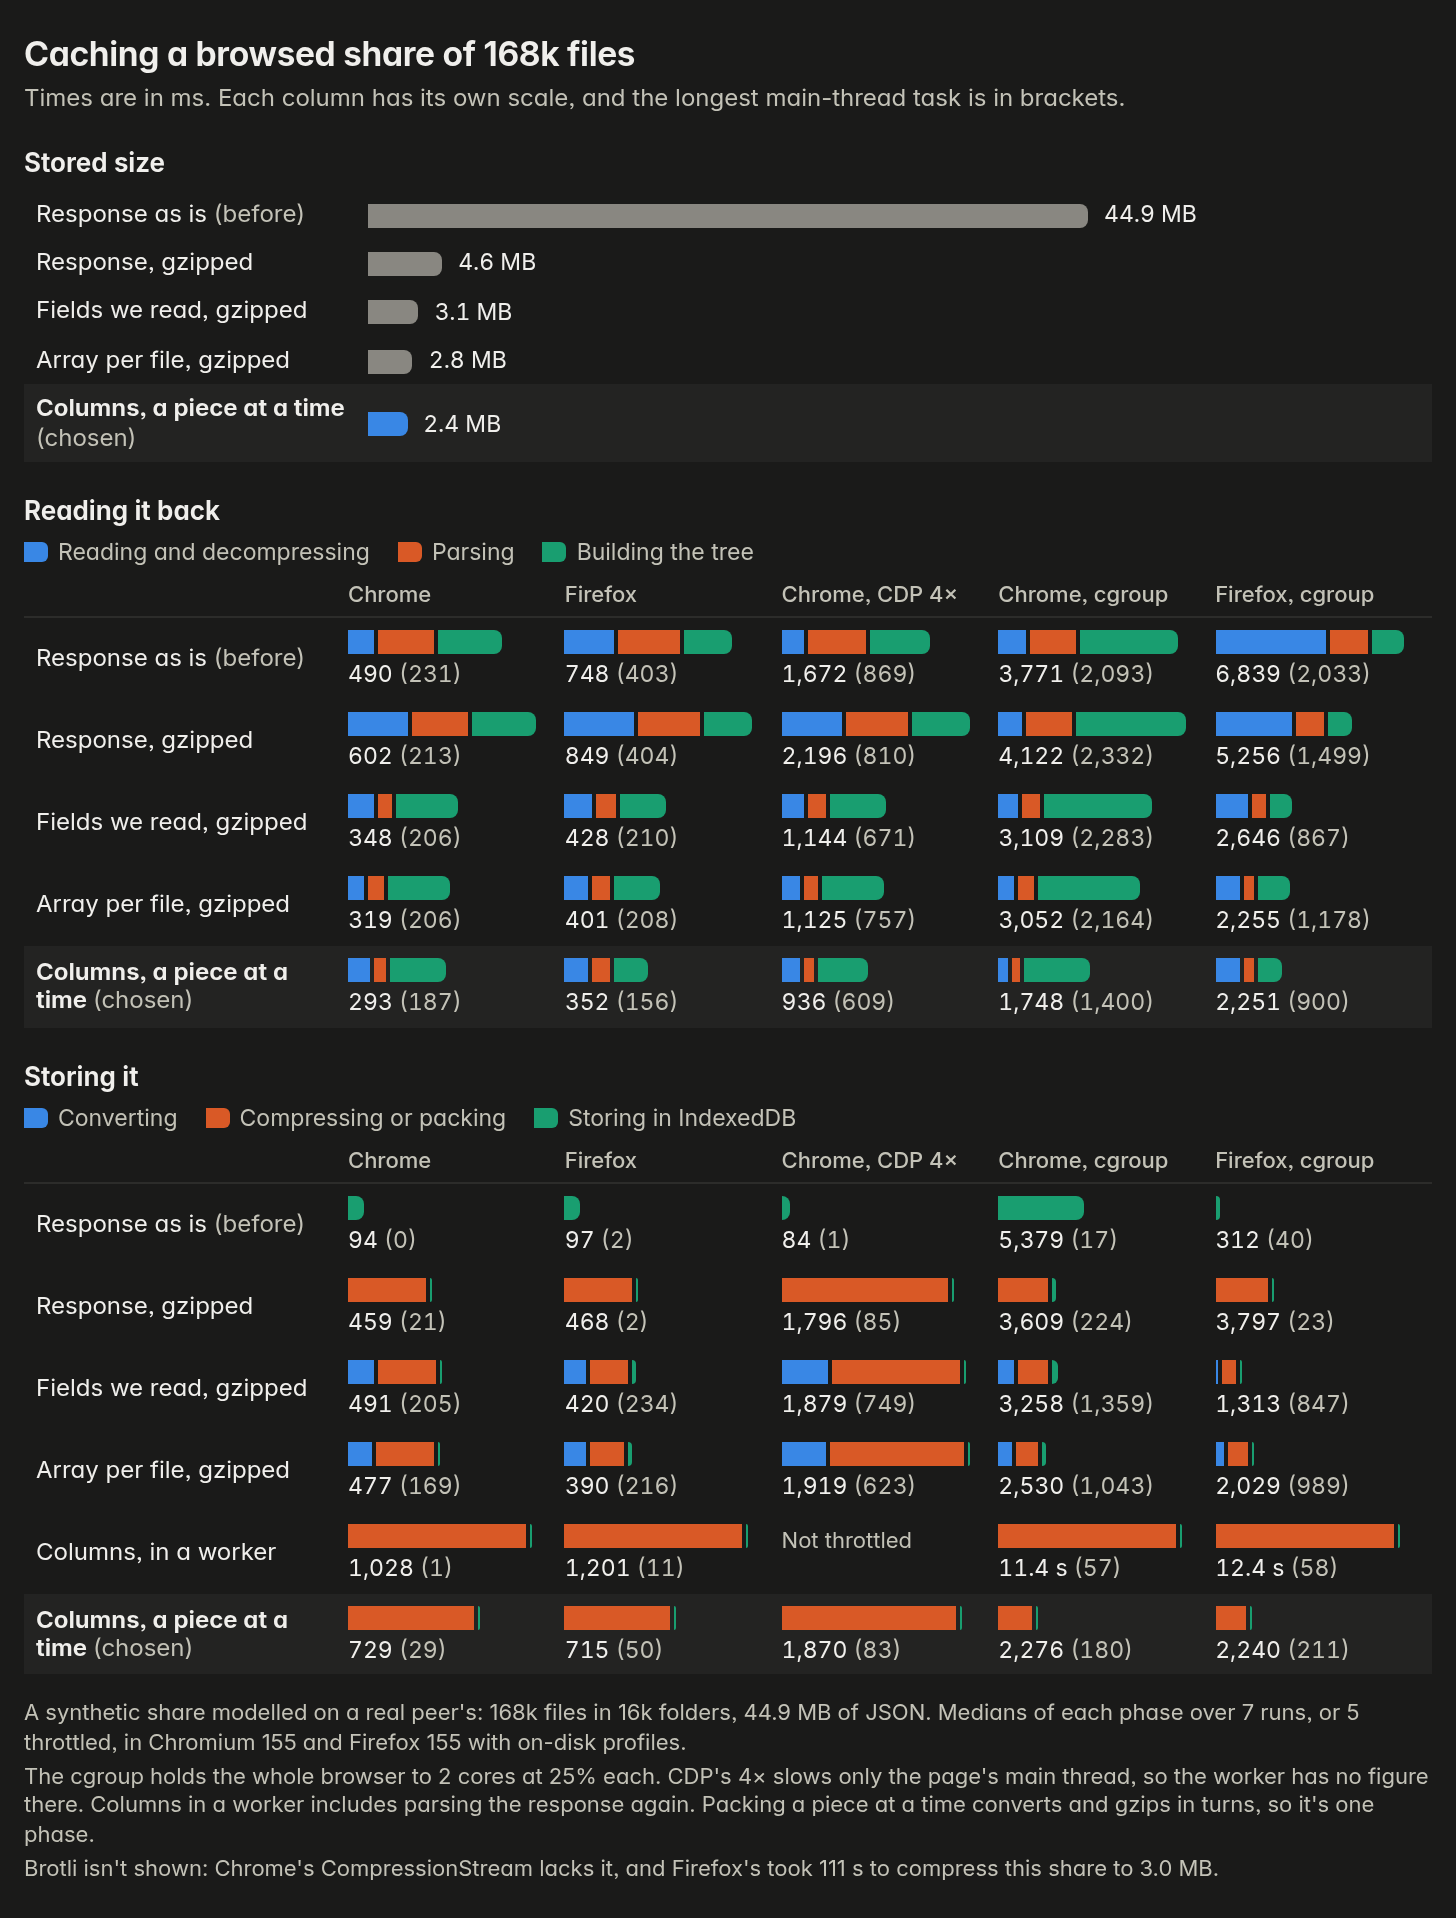 Caching a browsed share of 168k files
Times are in ms. Each column has its own scale, and the longest main-thread task is in brackets.
Stored size
Response as is (before) 44.9 MB
Response, gzipped 4.6 MB
Fields we read, gzipped 3.1 MB
Array per file, gzipped 2.8 MB
Columns, a piece at a time
(chosen) 2.4 MB
Reading it back
Reading and decompressing Parsing Building the tree
Chrome Firefox Chrome, CDP 4× Chrome, cgroup Firefox, cgroup
Response as is (before) 490 (231) 748 (403) 1,672 (869) 3,771 (2,093) 6,839 (2,033)
Response, gzipped 602 (213) 849 (404) 2,196 (810) 4,122 (2,332) 5,256 (1,499)
Fields we read, gzipped 348 (206) 428 (210) 1,144 (671) 3,109 (2,283) 2,646 (867)
Array per file, gzipped 319 (206) 401 (208) 1,125 (757) 3,052 (2,164) 2,255 (1,178)
Columns, a piece at a
time (chosen) 293 (187) 352 (156) 936 (609) 1,748 (1,400) 2,251 (900)
Storing it
Converting Compressing or packing Storing in IndexedDB
Chrome Firefox Chrome, CDP 4× Chrome, cgroup Firefox, cgroup
Response as is (before) 94 (0) 97 (2) 84 (1) 5,379 (17) 312 (40)
Response, gzipped 459 (21) 468 (2) 1,796 (85) 3,609 (224) 3,797 (23)
Fields we read, gzipped 491 (205) 420 (234) 1,879 (749) 3,258 (1,359) 1,313 (847)
Array per file, gzipped 477 (169) 390 (216) 1,919 (623) 2,530 (1,043) 2,029 (989)
Columns, in a worker 1,028 (1) 1,201 (11) Not throttled 11.4 s (57) 12.4 s (58)
Columns, a piece at a
time (chosen) 729 (29) 715 (50) 1,870 (83) 2,276 (180) 2,240 (211)
A synthetic share modelled on a real peer's: 168k files in 16k folders, 44.9 MB of JSON. Medians of each phase over 7 runs, or 5
throttled, in Chromium 155 and Firefox 155 with on-disk profiles.
The cgroup holds the whole browser to 2 cores at 25% each. CDP's 4× slows only the page's main thread, so the worker has no figure
there. Columns in a worker includes parsing the response again. Packing a piece at a time converts and gzips in turns, so it's one
phase.
Brotli isn't shown: Chrome's CompressionStream lacks it, and Firefox's took 111 s to compress this share to 3.0 MB.